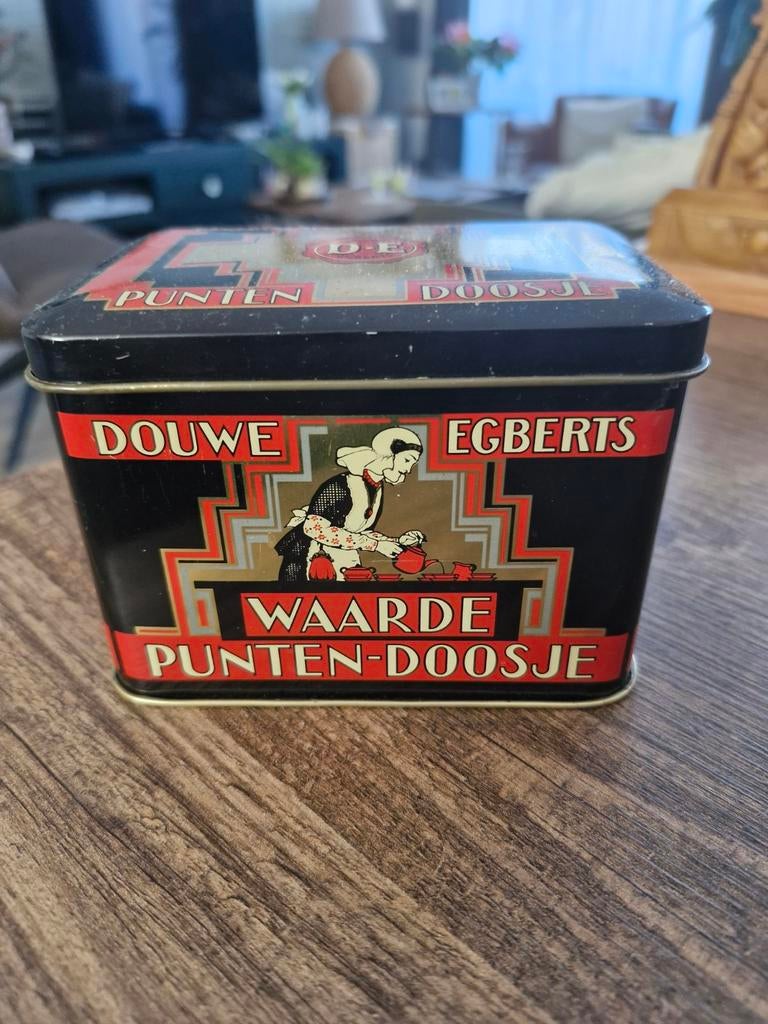 D·E
PUNTEN DOOSJE
DOUWE EGBERTS
WAARDE
PUNTEN-DOOSJE